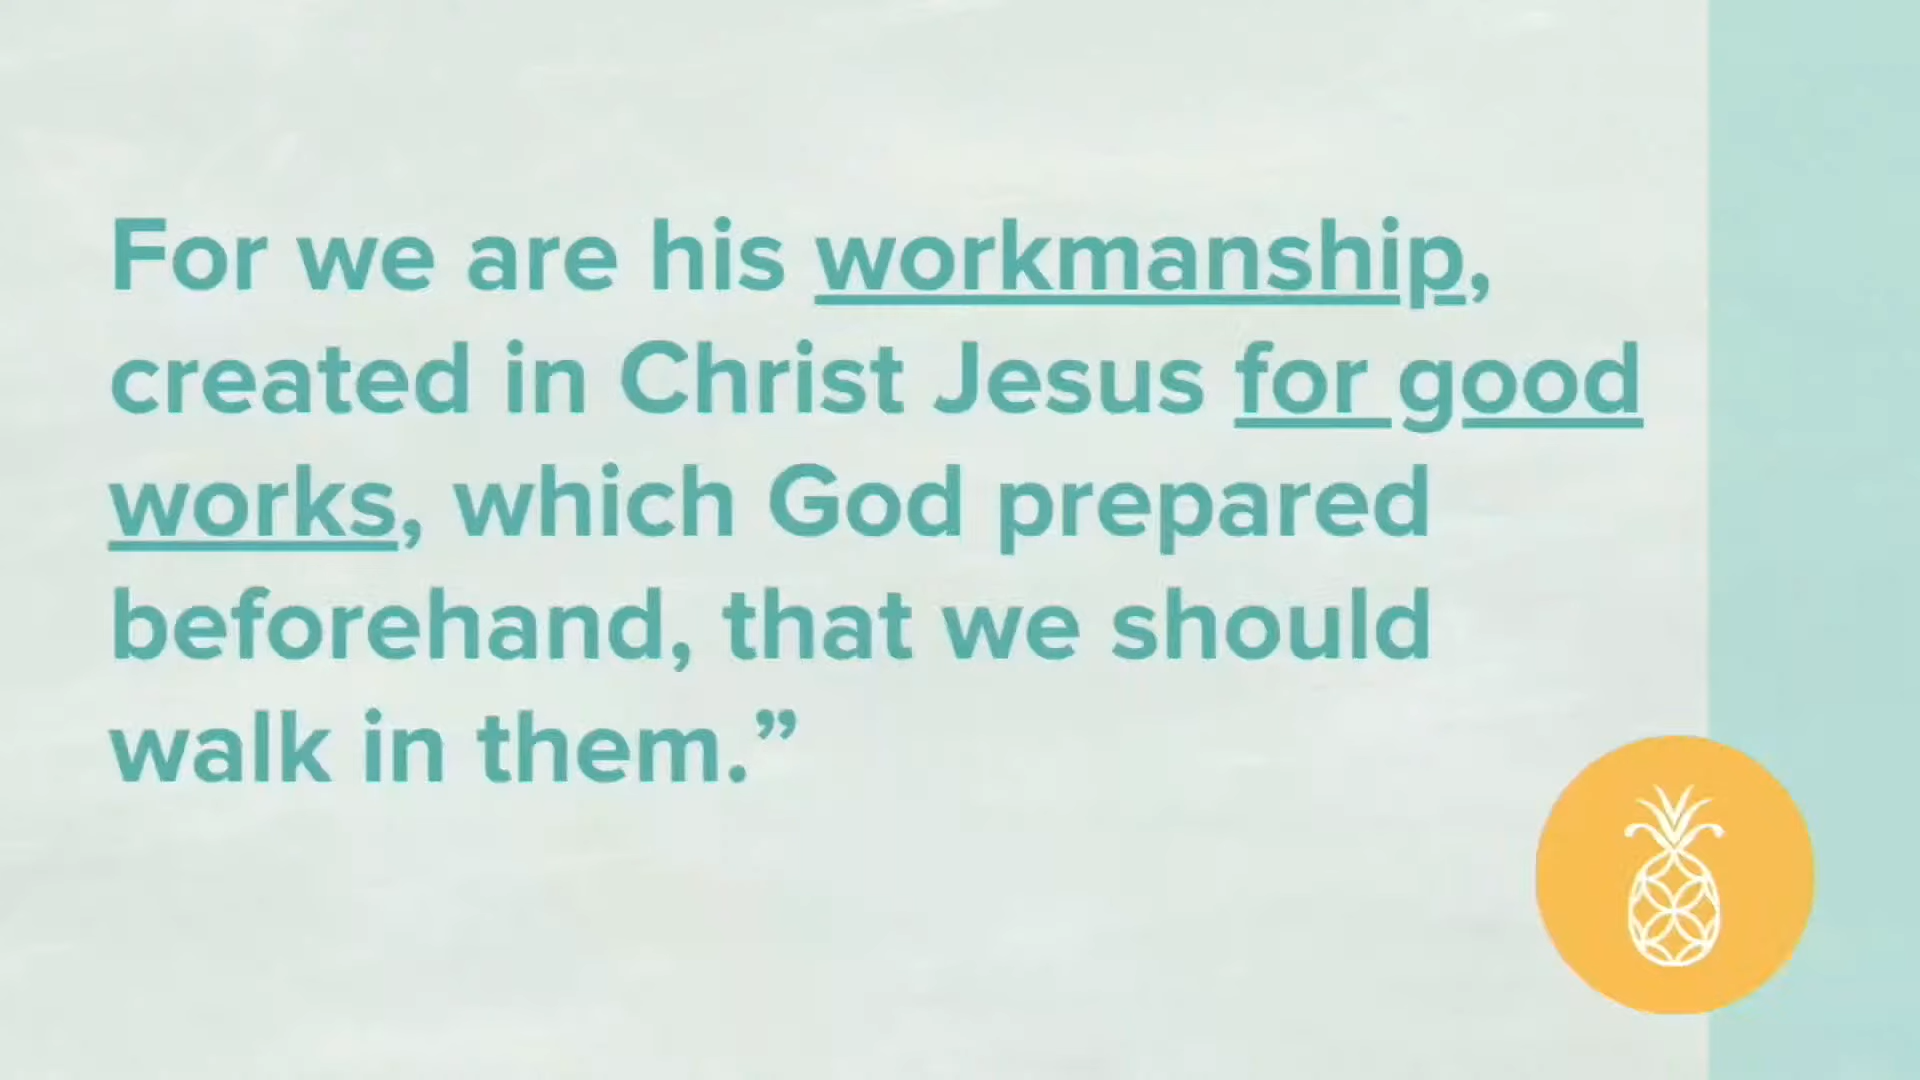 For we are his workmanship,
created in Christ Jesus for good
works, which God prepared
beforehand, that we should
walk in them.”